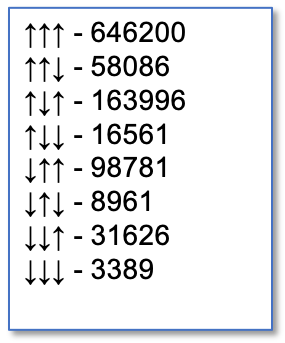 ↑↑↑ - 646200
↑↑↓ - 58086
↑↓↑ - 163996
↑↓↓ - 16561
↓↑↑ - 98781
↓↑↓ - 8961
↓↓↑ - 31626
↓↓↓ - 3389